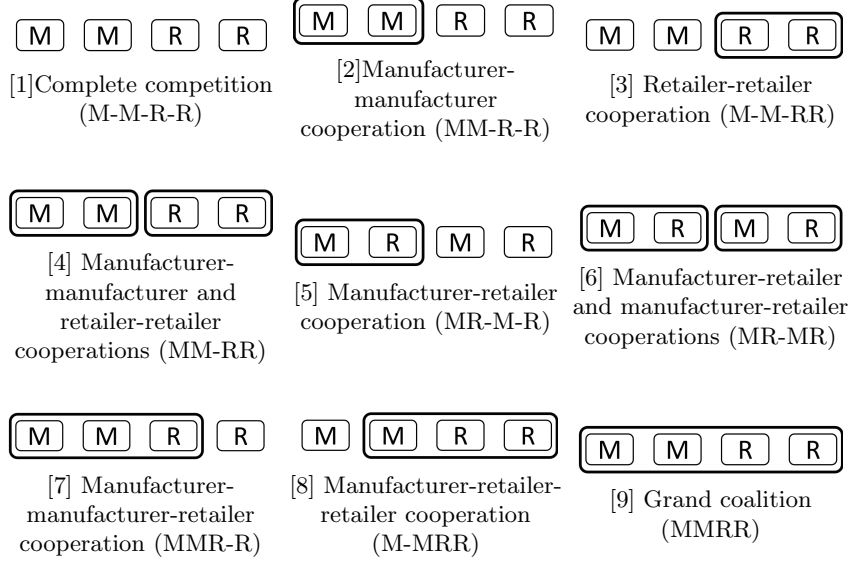 M M R R
[1]Complete competition
(M-M-R-R)
M M R R
[2]Manufacturer-
manufacturer
cooperation (MM-R-R)
M M R R
[3] Retailer-retailer
cooperation (M-M-RR)
M M R R
[4] Manufacturer-
manufacturer and
retailer-retailer
cooperations (MM-RR)
M R M R
[5] Manufacturer-retailer
cooperation (MR-M-R)
M R M R
[6] Manufacturer-retailer
and manufacturer-retailer
cooperations (MR-MR)
M M R R
[7] Manufacturer-
manufacturer-retailer
cooperation (MMR-R)
M M R R
[8] Manufacturer-retailer-
retailer cooperation
(M-MRR)
M M R R
[9] Grand coalition
(MMRR)